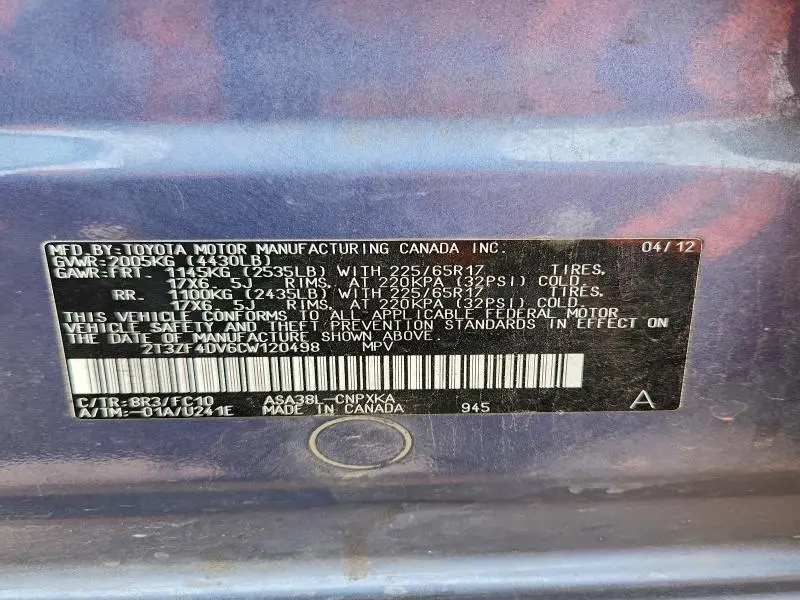 MFD. BY: TOYOTA MOTOR MANUFACTURING CANADA INC. 04/12
GVWR: 2005KG (4430LB)
GAWR: FRT. 1145KG (2535LB) WITH 225/65R17 TIRES,
17X6. 5J RIMS, AT 220KPA (32PSI) COLD.
RR. 1100KG (2435LB) WITH 225/65R17 TIRES,
17X6. 5J RIMS, AT 220KPA (32PSI) COLD.
THIS VEHICLE CONFORMS TO ALL APPLICABLE FEDERAL MOTOR
VEHICLE SAFETY AND THEFT PREVENTION STANDARDS IN EFFECT ON
THE DATE OF MANUFACTURE SHOWN ABOVE.
2T3ZF4DV6CW120498 MPV
C/TR: 8R3/FC10 ASA38L-CNPXKA
A/TM: -01A/U241E MADE IN CANADA 945 A